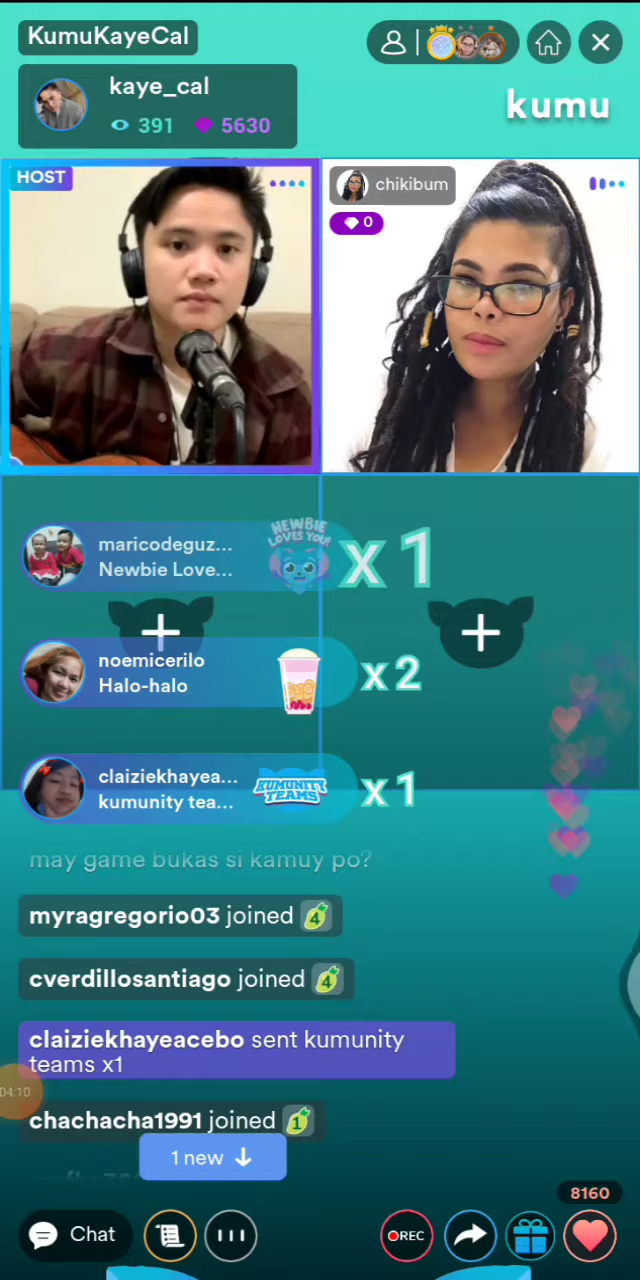 KumuKayeCal
kaye_cal
391 5630
kumu
HOST
chikibum
0
maricodeguz...
Newbie Love...
NEWBIE
LOVES YOU!
x 1
noemicerilo
Halo-halo
x 2
claiziekhayea...
kumunity tea...
KUMUNITY
TEAMS
x 1
may game bukas si kamuy po?
myragregorio03 joined 4
cverdillosantiago joined 4
claiziekhayeacebo sent kumunity
teams x1
04:10
chachacha1991 joined 1
1 new
8160
Chat
REC